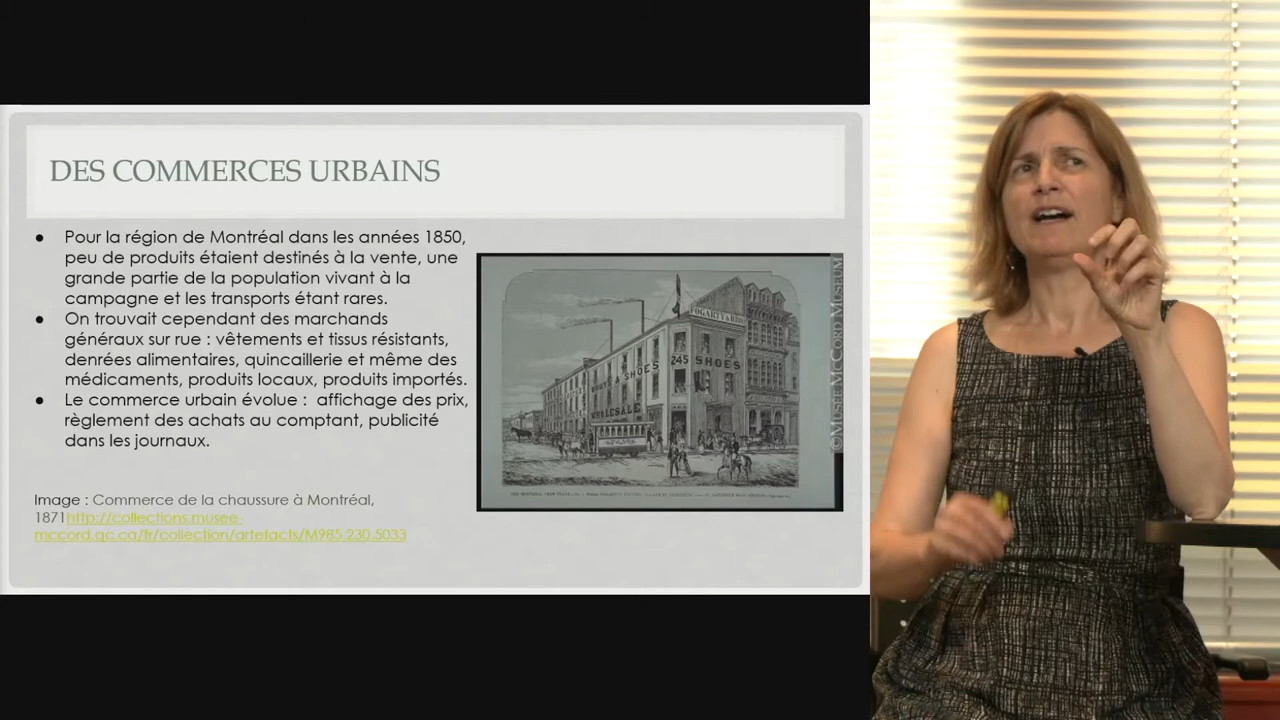 DES COMMERCES URBAINS
● Pour la région de Montréal dans les années 1850,
peu de produits étaient destinés à la vente, une
grande partie de la population vivant à la
campagne et les transports étant rares.
● On trouvait cependant des marchands
généraux sur rue : vêtements et tissus résistants,
denrées alimentaires, quincaillerie et même des
médicaments, produits locaux, produits importés.
● Le commerce urbain évolue : affichage des prix,
règlement des achats au comptant, publicité
dans les journaux.
Image : Commerce de la chaussure à Montréal,
1871http://collections.musee-
mccord.qc.ca/fr/collection/artefacts/M985.230.5033
FOGARTY & BRO
& SHOES
245 SHOES
WHOLESALE
©MUSÉE MCCORD MUSEUM